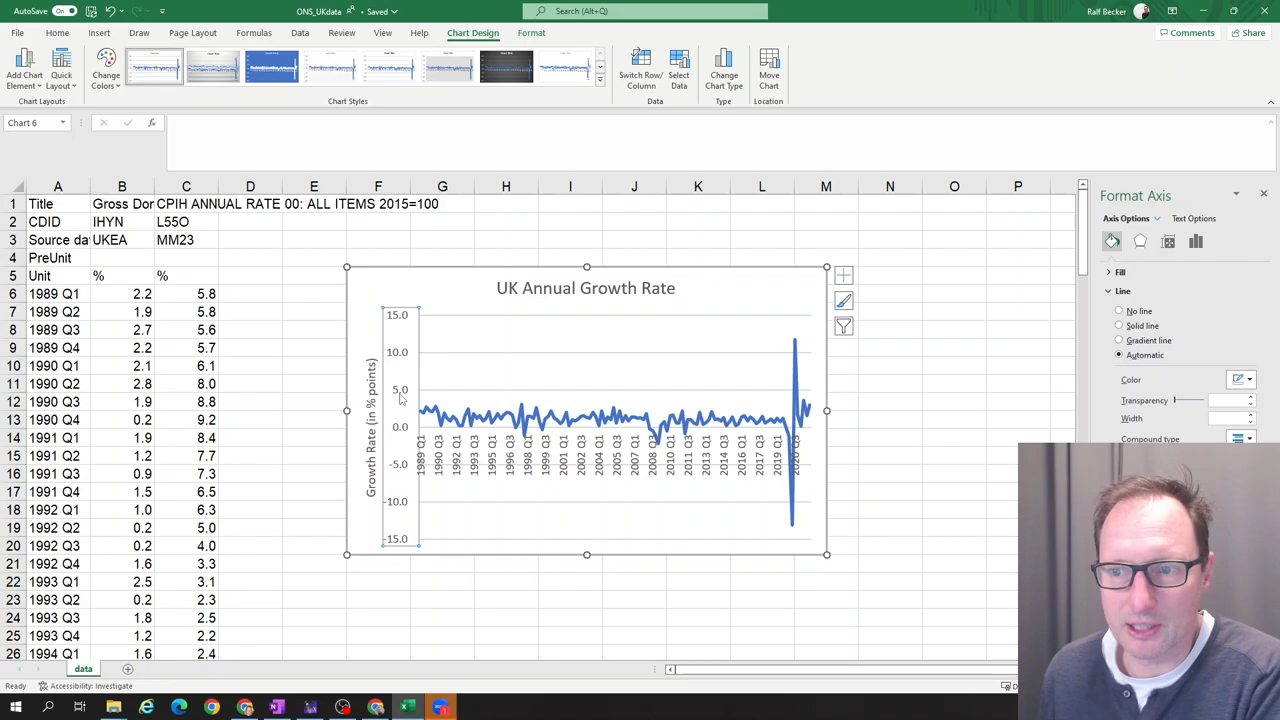 AutoSave On ONS_UKdata • Saved Search (Alt+Q) Ralf Becker
File Home Insert Draw Page Layout Formulas Data Review View Help Chart Design Format Comments Share
Add Chart Element Quick Layout Change Colors Switch Row/ Column Select Data Change Chart Type Move Chart
Chart Layouts Chart Styles Data Type Location
Chart 6 fx
A B C D E F G H I J K L M N O P
1 Title Gross Dor CPIH ANNUAL RATE 00: ALL ITEMS 2015=100
2 CDID IHYN L55O
3 Source da UKEA MM23
4 PreUnit
5 Unit % %
6 1989 Q1 2.2 5.8
7 1989 Q2 1.9 5.8
8 1989 Q3 2.7 5.6
9 1989 Q4 2.2 5.7
10 1990 Q1 2.1 6.1
11 1990 Q2 2.8 8.0
12 1990 Q3 1.9 8.8
13 1990 Q4 0.2 9.2
14 1991 Q1 1.9 8.4
15 1991 Q2 1.2 7.7
16 1991 Q3 0.9 7.3
17 1991 Q4 1.5 6.5
18 1992 Q1 1.0 6.3
19 1992 Q2 0.2 5.0
20 1992 Q3 0.2 4.0
21 1992 Q4 1.6 3.3
22 1993 Q1 2.5 3.1
23 1993 Q2 0.2 2.3
24 1993 Q3 1.8 2.5
25 1993 Q4 1.2 2.2
26 1994 Q1 1.6 2.4
UK Annual Growth Rate
Growth Rate (in % points)
15.0
10.0
5.0
0.0
-5.0
-10.0
-15.0
1989 Q1 1990 Q3 1992 Q1 1993 Q3 1995 Q1 1996 Q3 1998 Q1 1999 Q3 2001 Q1 2002 Q3 2004 Q1 2005 Q3 2007 Q1 2008 Q3 2010 Q1 2011 Q3 2013 Q1 2014 Q3 2016 Q1 2017 Q3 2019 Q1 2020 Q3
Format Axis
Axis Options Text Options
Fill
Line
No line
Solid line
Gradient line
Automatic
Color
Transparency
Width
Compound type
data
Ready Accessibility: Investigate